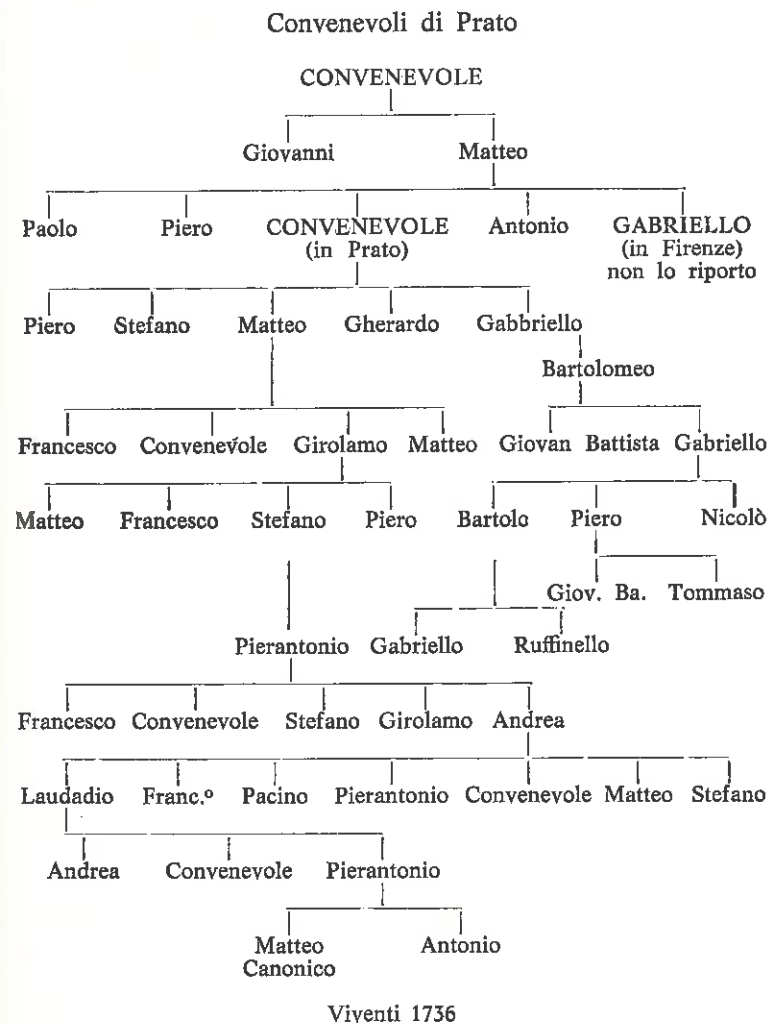 Convenevoli di Prato
CONVENEVOLE
Giovanni Matteo
Paolo Piero CONVENEVOLE Antonio GABRIELLO
(in Prato) (in Firenze)
non lo riporto
Piero Stefano Matteo Gherardo Gabbriello
Bartolomeo
Francesco Convenevole Girolamo Matteo Giovan Battista Gabriello
Matteo Francesco Stefano Piero Bartolo Piero Nicolò
Giov. Ba. Tommaso
Pierantonio Gabriello Ruffinello
Francesco Convenevole Stefano Girolamo Andrea
Laudadio Franc.º Pacino Pierantonio Convenevole Matteo Stefano
Andrea Convenevole Pierantonio
Matteo Antonio
Canonico
Viventi 1736